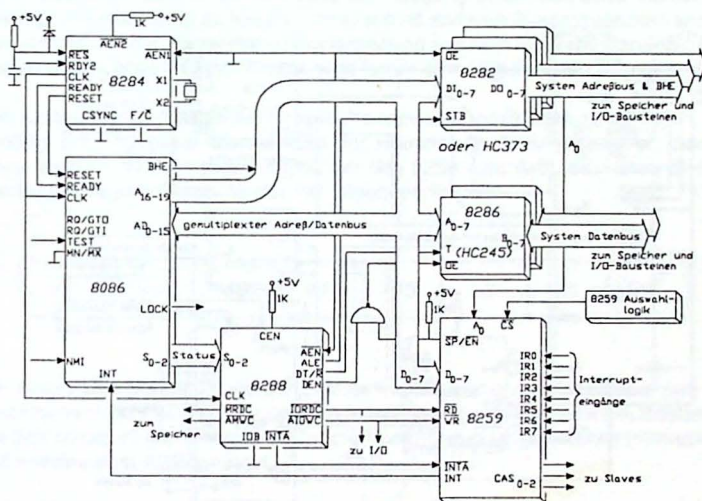 +5V
1K
+5V
AEN2
RES
RDY2
CLK
READY
RESET
8284
AEN1
X1
X2
CSYNC F/C
OE
DI0-7
STB
8282
DO0-7
System Adreßbus & BHE
zum Speicher und
I/O-Bausteinen
oder HC373
A0
RESET
READY
CLK
RQ/GT0
RQ/GT1
TEST
MN/MX
8086
NMI
INT
BHE
A16-19
AD0-15
LOCK
S0-2
gemultiplexter Adreß/Datenbus
8286
A0-7
B0-7
T
(HC245)
OE
System Datenbus
zum Speicher und
I/O-Bausteinen
+5V
1K
Status
CEN
S0-2
8288
AEN
ALE
DT/R
DEN
CLK
MRDC
AMWC
IORDC
AIOWC
IOB INTA
zum
Speicher
zu I/O
+5V
1K
8259 Auswahl-
logik
A0
CS
SP/EN
D0-7
D0-7
RD
WR
8259
INTA
INT
CAS0-2
IR0
IR1
IR2
IR3
IR4
IR5
IR6
IR7
Interrupt-
eingänge
zu Slaves